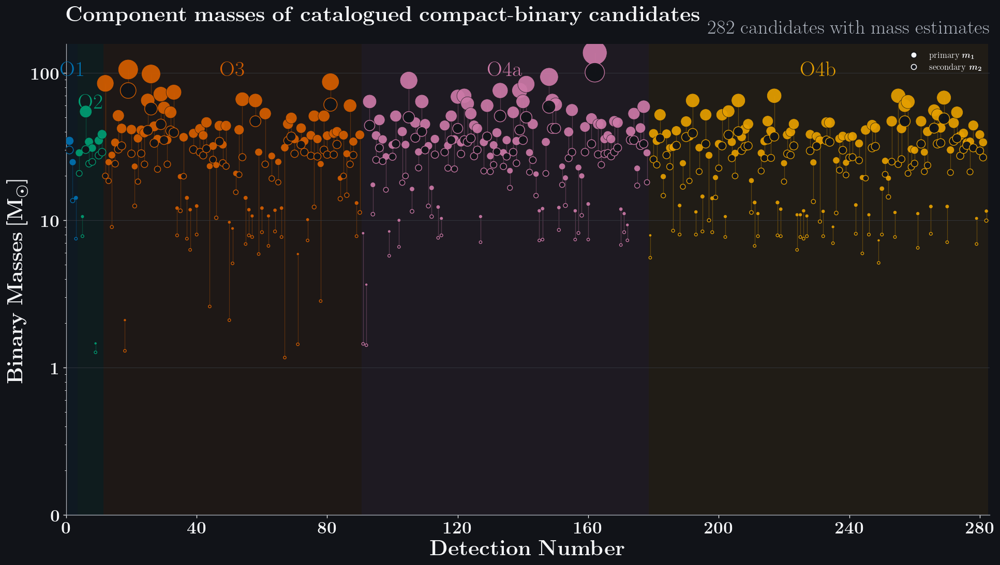 Component masses of catalogued compact-binary candidates
282 candidates with mass estimates
O1
O2
O3
O4a
O4b
primary m₁
secondary m₂
Binary Masses [M⊙]
100
10
1
0
0 40 80 120 160 200 240 280
Detection Number